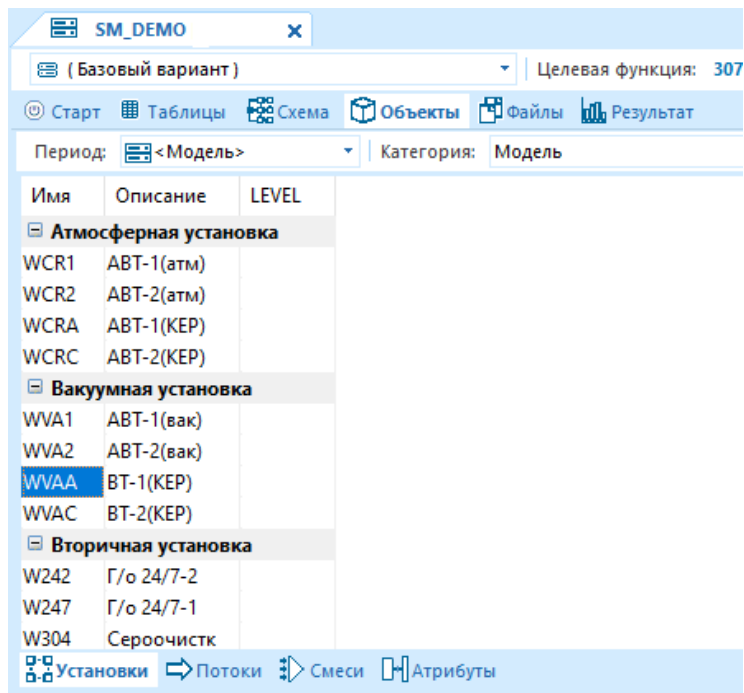 SM_DEMO
( Базовый вариант ) Целевая функция: 307
Старт Таблицы Схема Объекты Файлы Результат
Период: <Модель> Категория: Модель
Имя Описание LEVEL
Атмосферная установка
WCR1 АВТ-1(атм)
WCR2 АВТ-2(атм)
WCRA АВТ-1(КЕР)
WCRC АВТ-2(КЕР)
Вакуумная установка
WVA1 АВТ-1(вак)
WVA2 АВТ-2(вак)
WVAA ВТ-1(КЕР)
WVAC ВТ-2(КЕР)
Вторичная установка
W242 Г/о 24/7-2
W247 Г/о 24/7-1
W304 Сероочистк
Установки Потоки Смеси Атрибуты